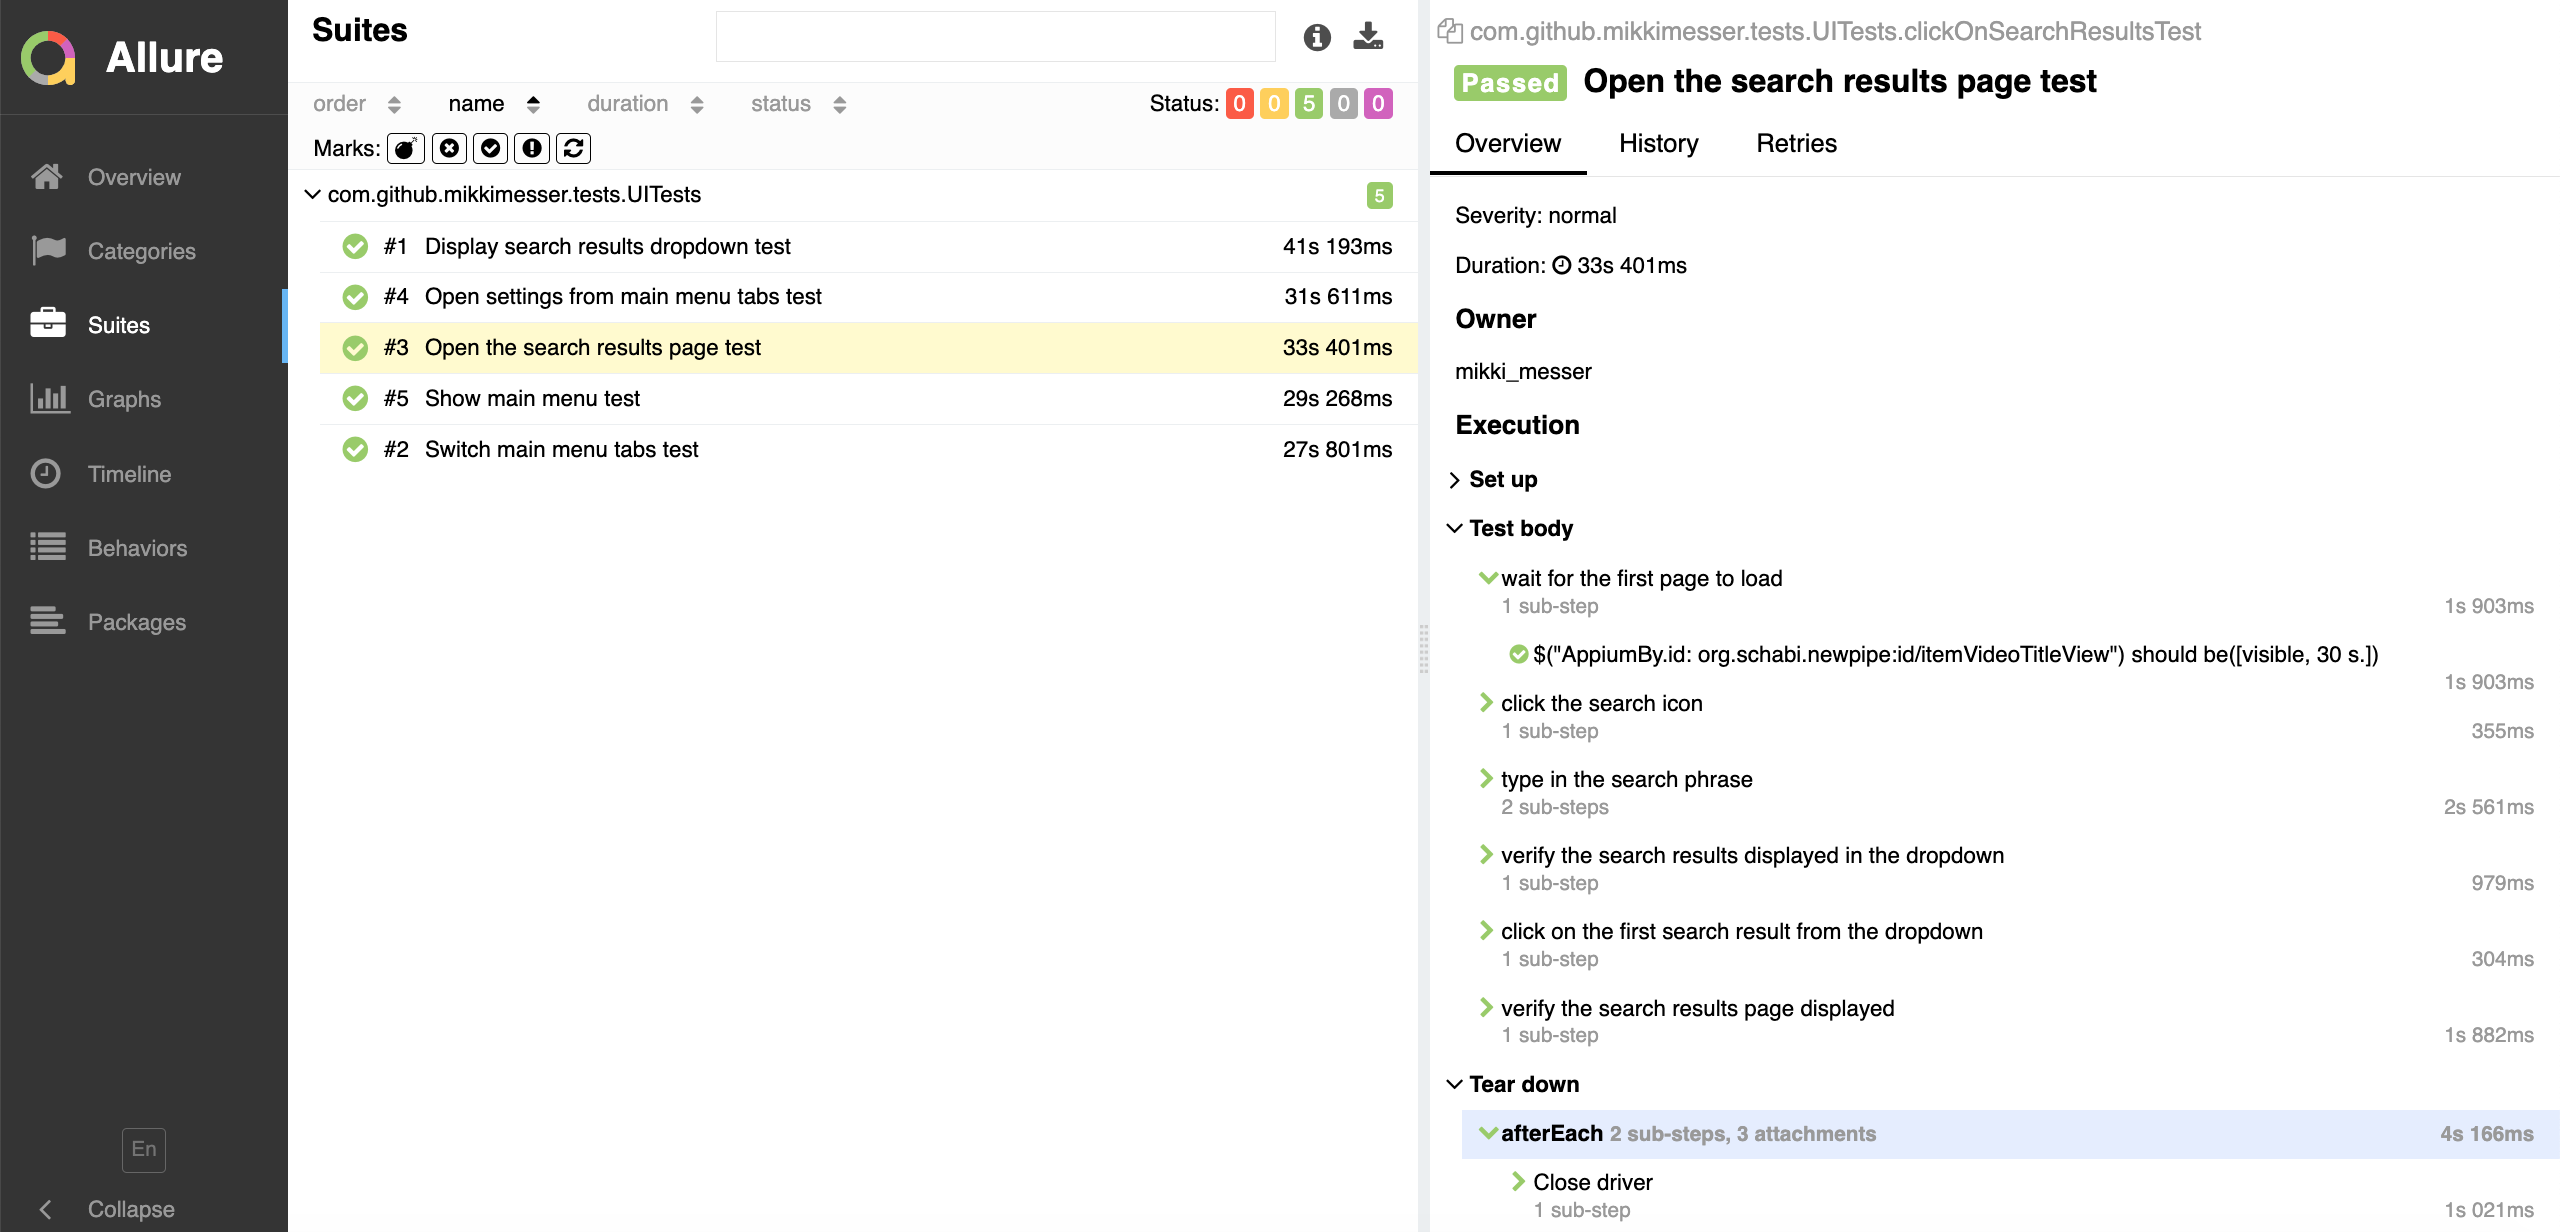 Allure
Overview
Categories
Suites
Graphs
Timeline
Behaviors
Packages
En
Collapse
Suites
order name duration status
Status: 0 0 5 0 0
Marks:
com.github.mikkimesser.tests.UITests 5
#1 Display search results dropdown test 41s 193ms
#4 Open settings from main menu tabs test 31s 611ms
#3 Open the search results page test 33s 401ms
#5 Show main menu test 29s 268ms
#2 Switch main menu tabs test 27s 801ms
com.github.mikkimesser.tests.UITests.clickOnSearchResultsTest
Passed Open the search results page test
Overview History Retries
Severity: normal
Duration: 33s 401ms
Owner
mikki_messer
Execution
Set up
Test body
wait for the first page to load
1 sub-step 1s 903ms
$("AppiumBy.id: org.schabi.newpipe:id/itemVideoTitleView") should be([visible, 30 s.])
1s 903ms
click the search icon
1 sub-step 355ms
type in the search phrase
2 sub-steps 2s 561ms
verify the search results displayed in the dropdown
1 sub-step 979ms
click on the first search result from the dropdown
1 sub-step 304ms
verify the search results page displayed
1 sub-step 1s 882ms
Tear down
afterEach 2 sub-steps, 3 attachments 4s 166ms
Close driver
1 sub-step 1s 021ms